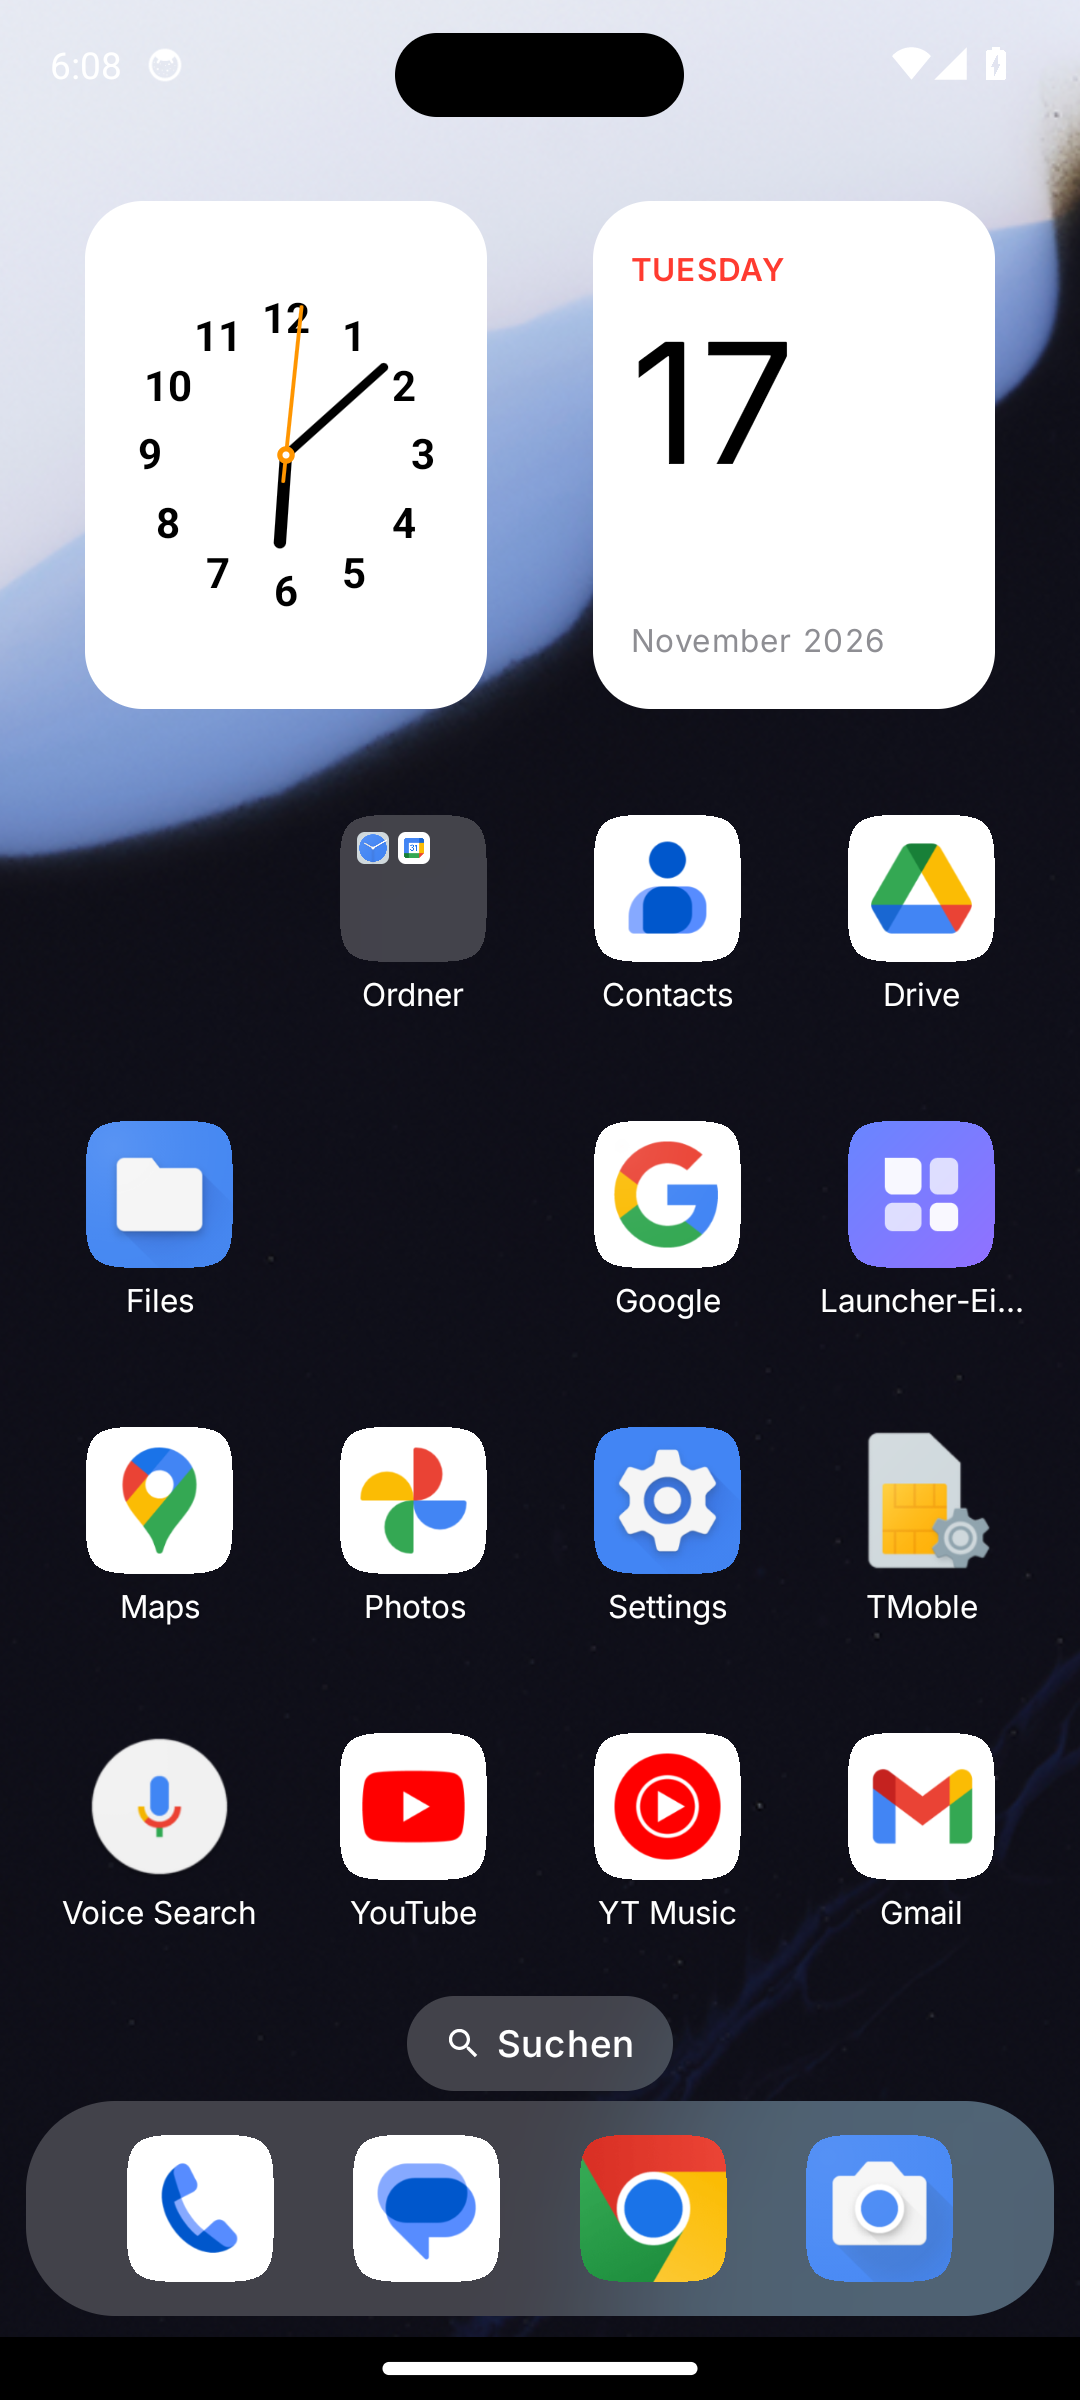 6:08
12
1
2
3
4
5
6
7
8
9
10
11
TUESDAY
17
November 2026
31
Ordner
Contacts
Drive
Files
Google
Launcher-Ei...
Maps
Photos
Settings
TMoble
Voice Search
YouTube
YT Music
Gmail
Suchen